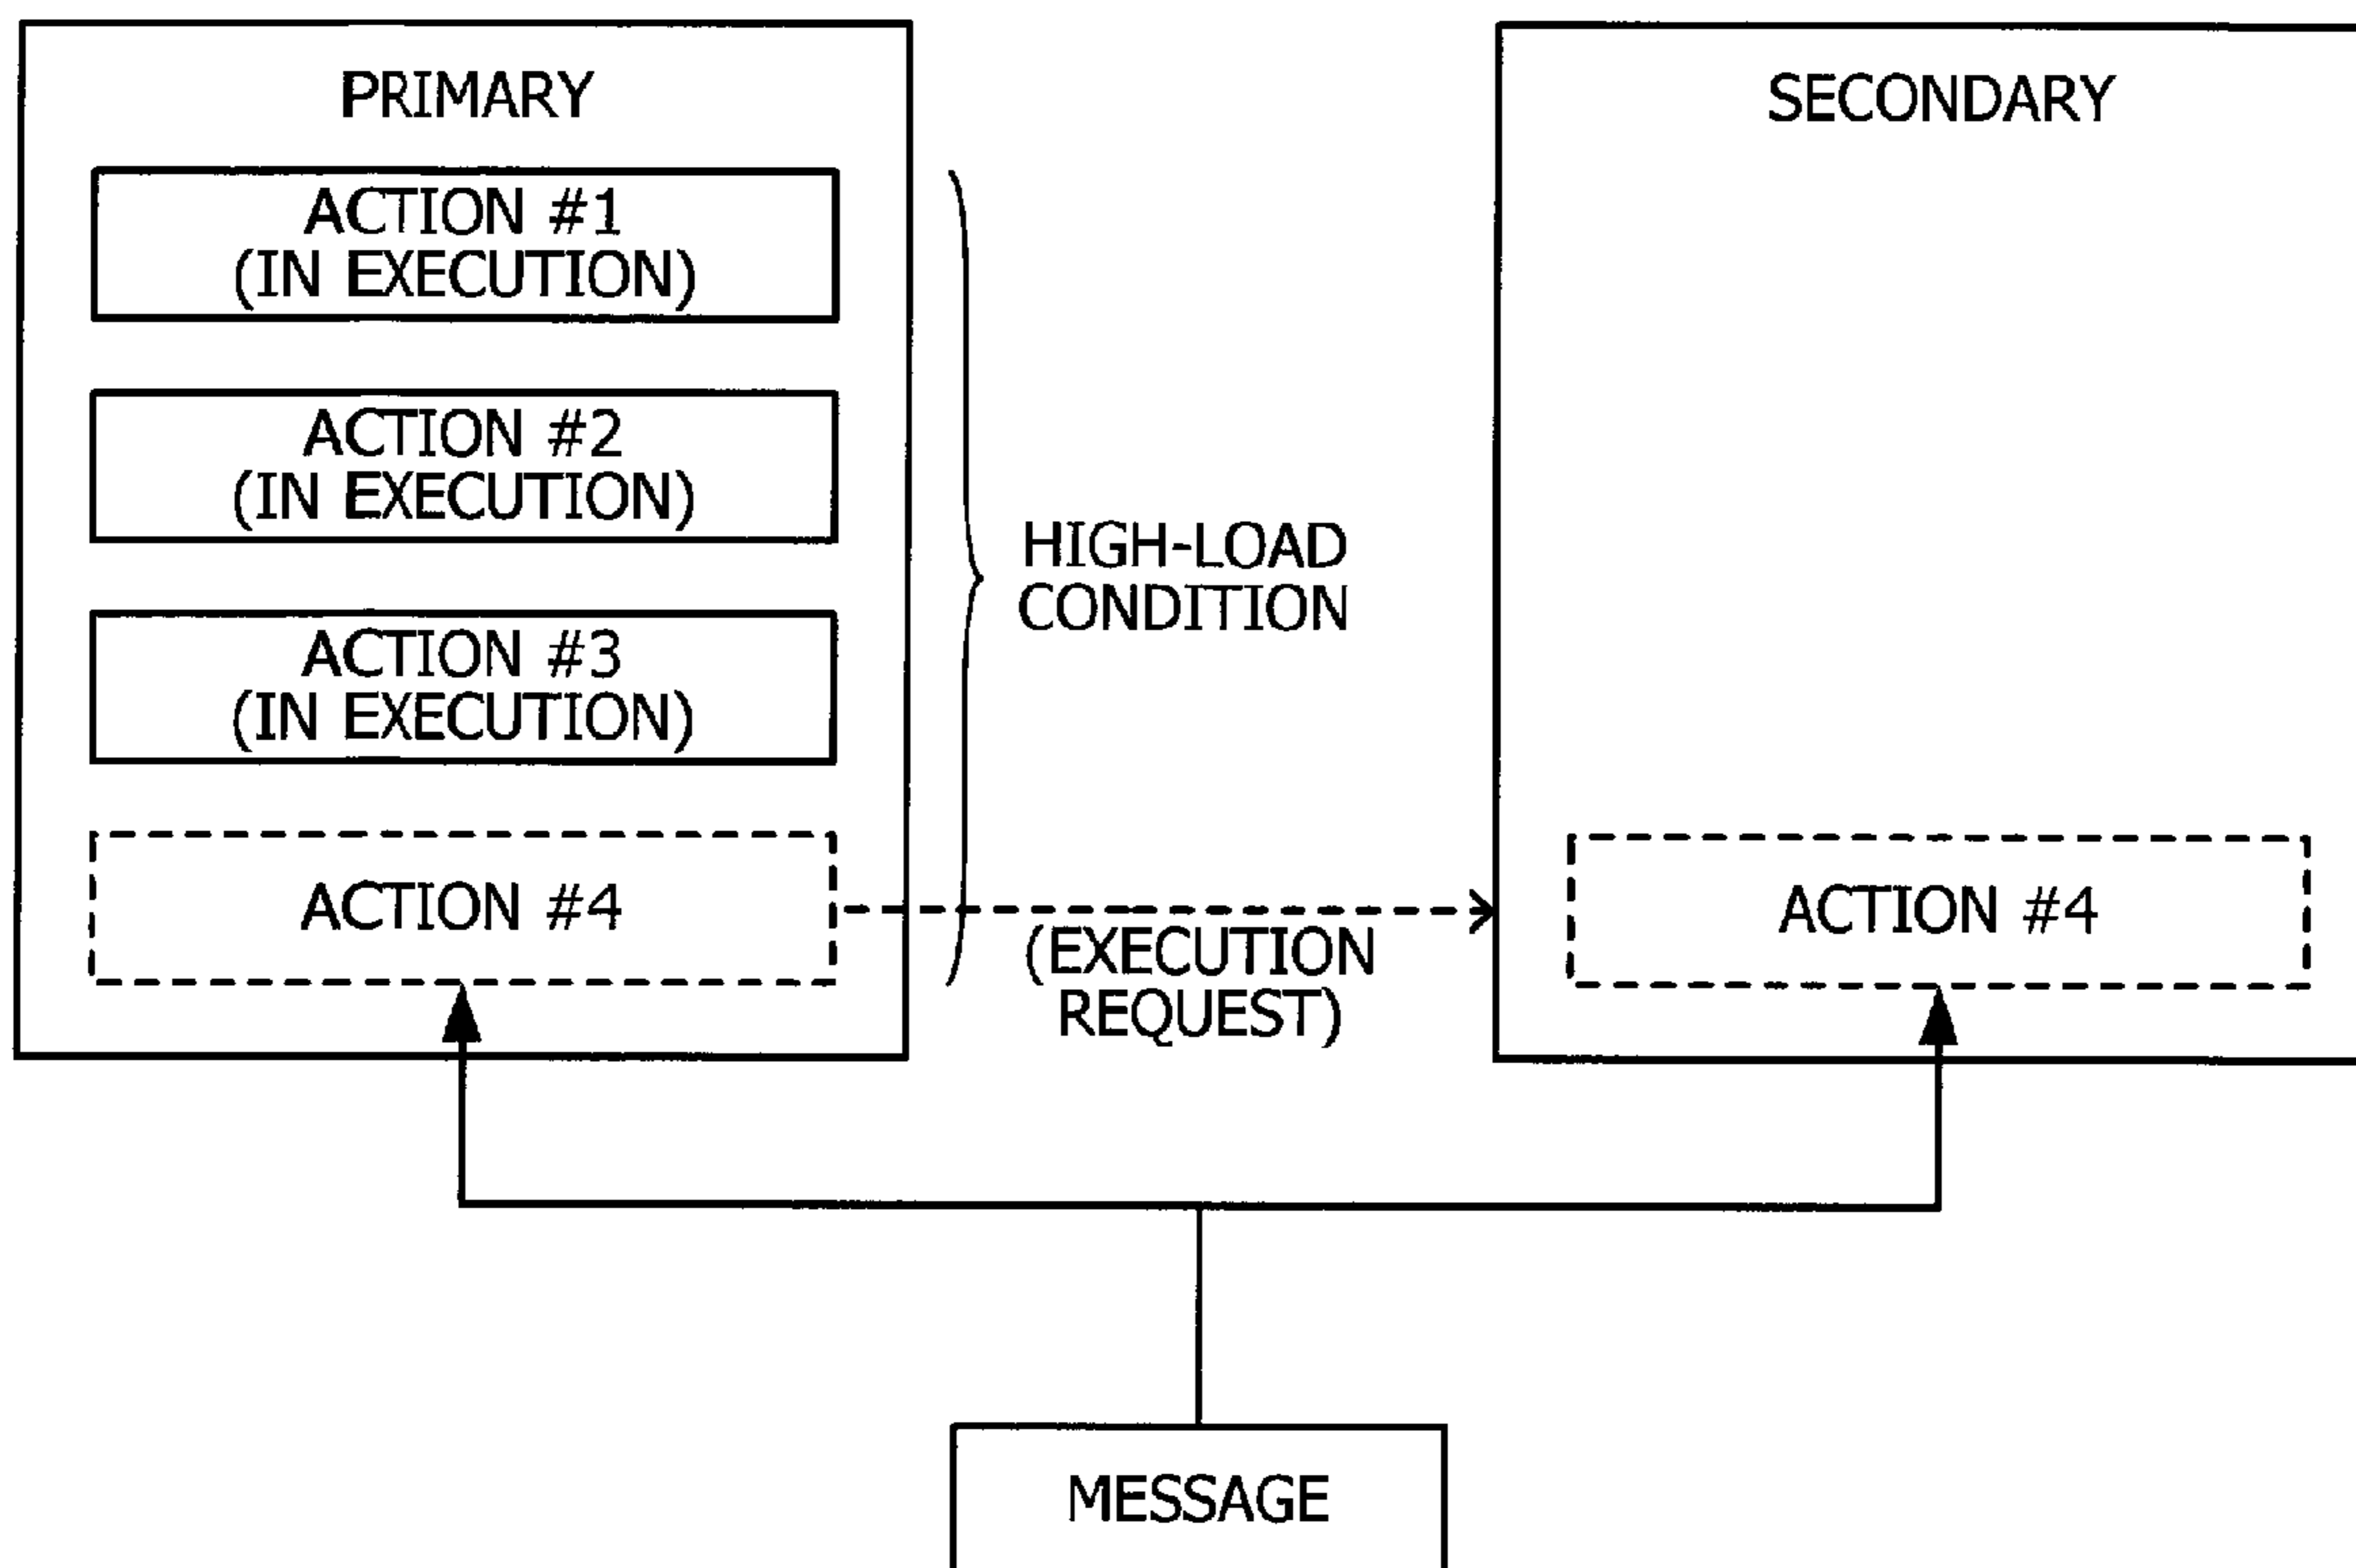 PRIMARY
ACTION #1
(IN EXECUTION)
ACTION #2
(IN EXECUTION)
ACTION #3
(IN EXECUTION)
ACTION #4
HIGH-LOAD
CONDITION
(EXECUTION
REQUEST)
SECONDARY
ACTION #4
MESSAGE